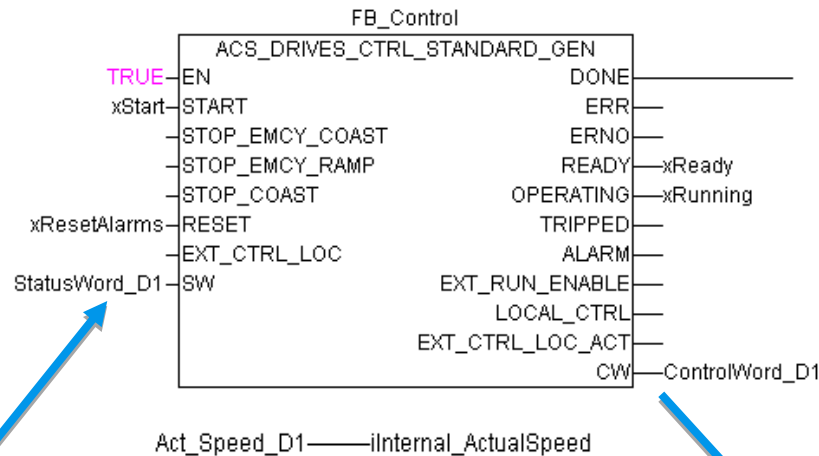 FB_Control
ACS_DRIVES_CTRL_STANDARD_GEN
TRUE EN DONE
xStart START ERR
STOP_EMCY_COAST ERNO
STOP_EMCY_RAMP READY xReady
STOP_COAST OPERATING xRunning
xResetAlarms RESET TRIPPED
EXT_CTRL_LOC ALARM
StatusWord_D1 SW EXT_RUN_ENABLE
LOCAL_CTRL
EXT_CTRL_LOC_ACT
CW ControlWord_D1
Act_Speed_D1 iInternal_ActualSpeed